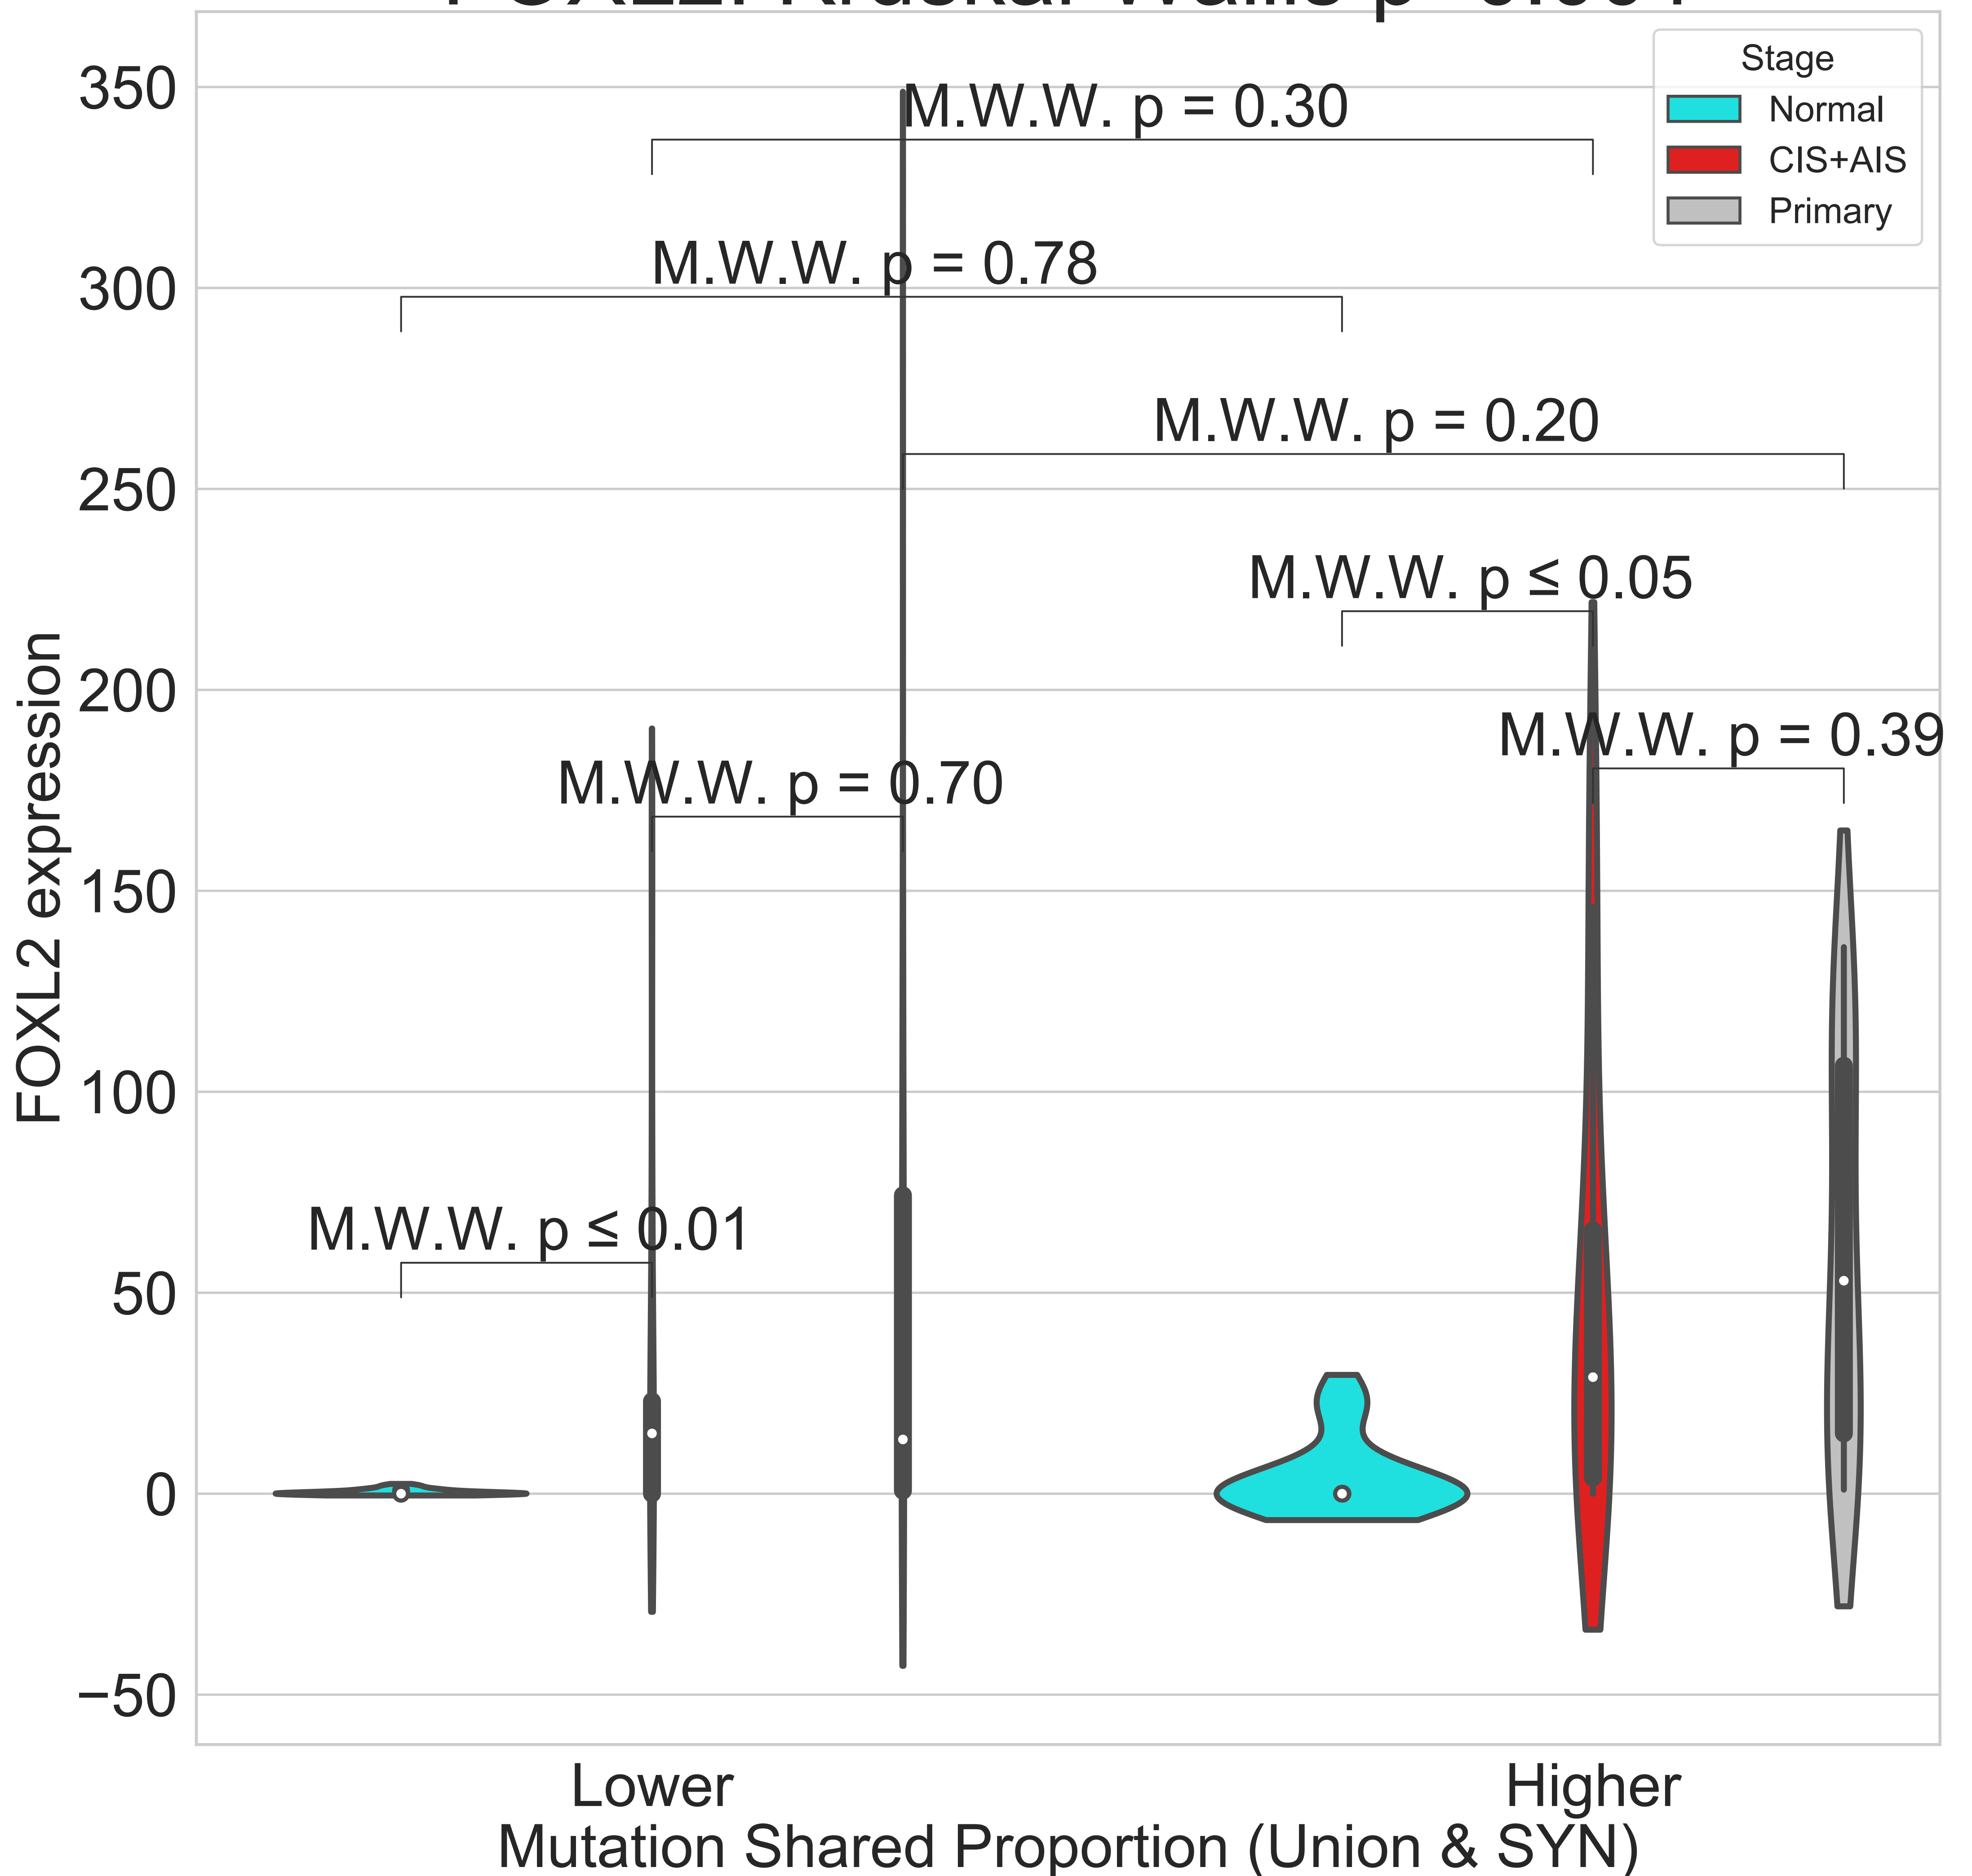 Stage
Normal
CIS+AIS
Primary
350
300
250
200
150
100
50
0
−50
FOXL2 expression
M.W.W. p = 0.30
M.W.W. p = 0.78
M.W.W. p = 0.20
M.W.W. p ≤ 0.05
M.W.W. p = 0.39
M.W.W. p = 0.70
M.W.W. p ≤ 0.01
Lower
Higher
Mutation Shared Proportion (Union & SYN)